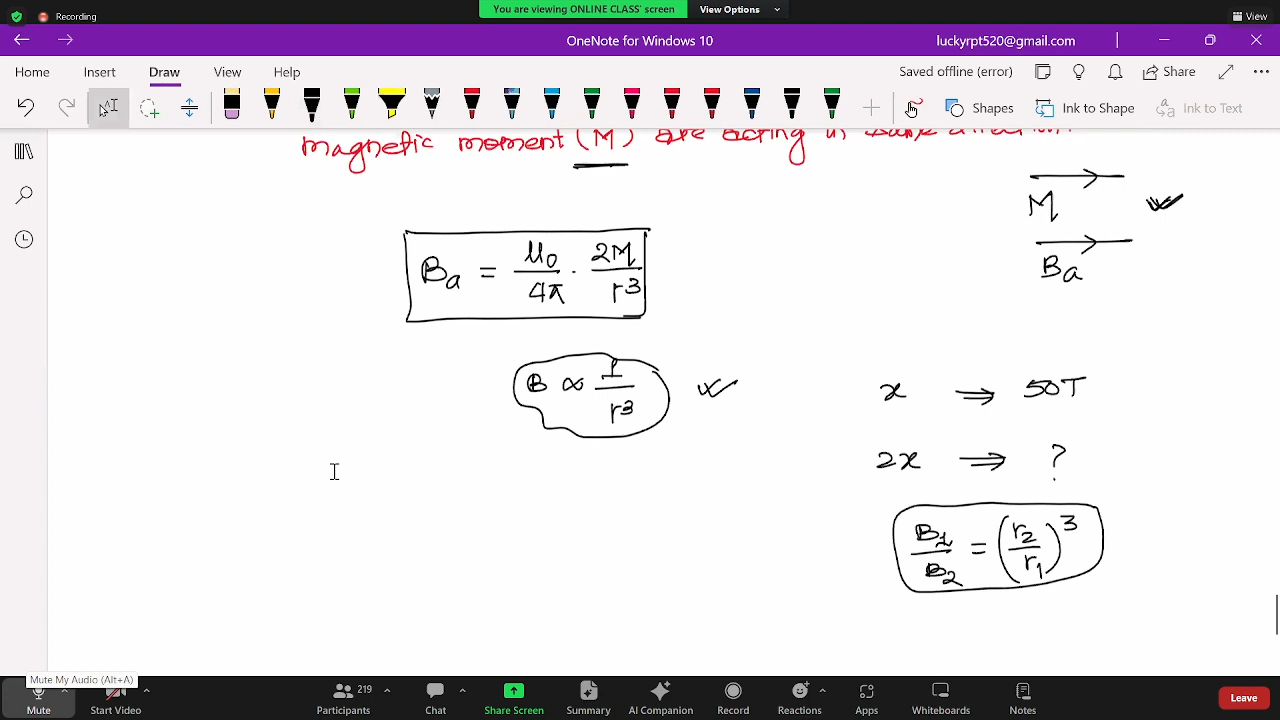 Recording
You are viewing ONLINE CLASS' screen
View Options
View
OneNote for Windows 10
luckyrpt520@gmail.com
Home Insert Draw View Help
Saved offline (error)
Share
Shapes
Ink to Shape
Ink to Text
magnetic moment (M) are acting in same direction.
M
Ba
Ba = μ0/4π · 2M/r³
B ∝ 1/r³
x ⇒ 50T
2x ⇒ ?
B1/B2 = (r2/r1)³
Mute My Audio (Alt+A)
Mute
Start Video
219
Participants
Chat
Share Screen
Summary
AI Companion
Record
Reactions
Apps
Whiteboards
Notes
Leave